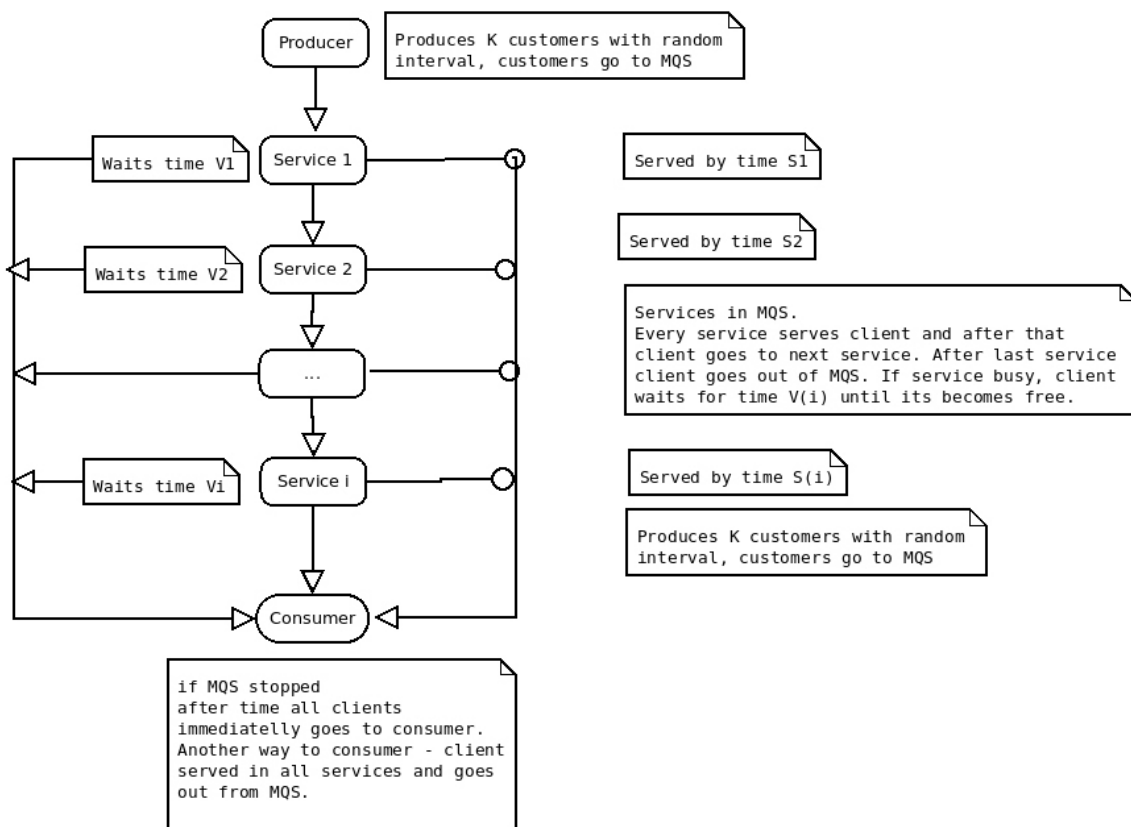 Producer
Produces K customers with random
interval, customers go to MQS
Waits time V1
Service 1
Served by time S1
Waits time V2
Service 2
Served by time S2
Services in MQS.
Every service serves client and after that
client goes to next service. After last service
client goes out of MQS. If service busy, client
waits for time V(i) until its becomes free.
...
Waits time Vi
Service i
Served by time S(i)
Produces K customers with random
interval, customers go to MQS
Consumer
if MQS stopped
after time all clients
immediatelly goes to consumer.
Another way to consumer - client
served in all services and goes
out from MQS.